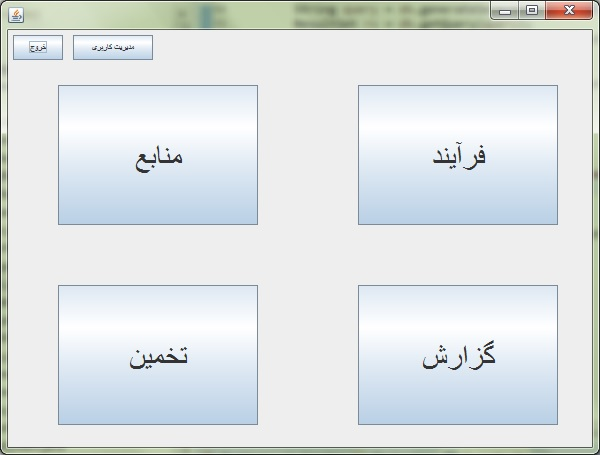 مدیریت کاربری
خروج
فرآیند
منابع
گزارش
تخمین